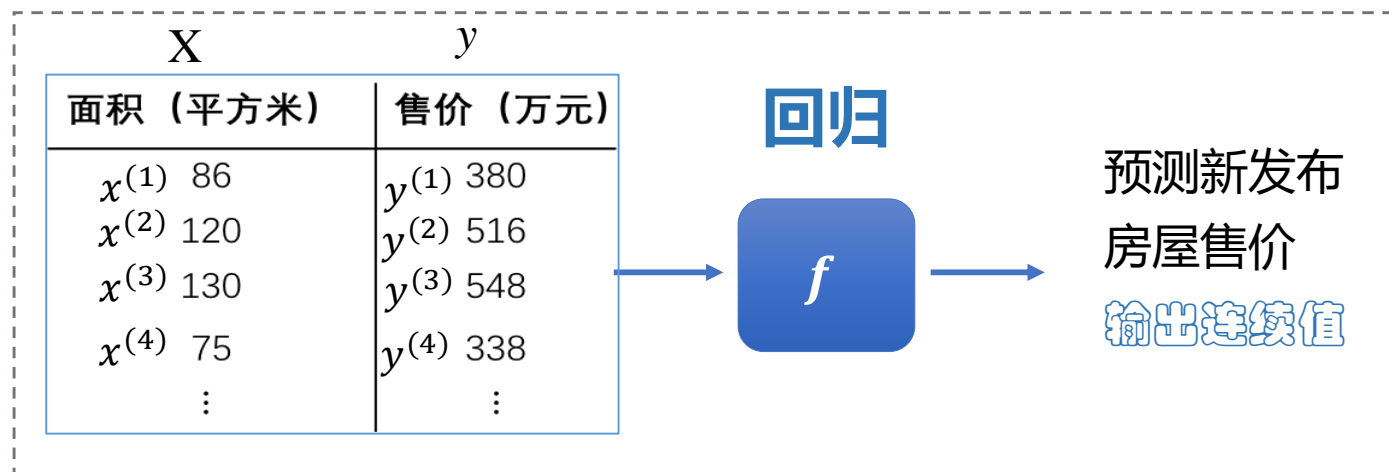 X y
面积（平方米） 售价（万元）
x⁽¹⁾ 86 y⁽¹⁾ 380
x⁽²⁾ 120 y⁽²⁾ 516
x⁽³⁾ 130 y⁽³⁾ 548
x⁽⁴⁾ 75 y⁽⁴⁾ 338
⋮ ⋮
回归
f
预测新发布
房屋售价
输出连续值